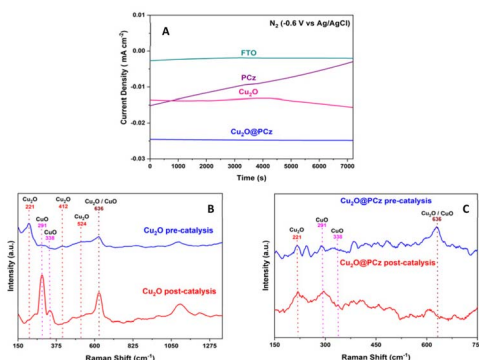 A
N₂ (-0.6 V vs Ag/AgCl)
FTO
PCz
Cu₂O
Cu₂O@PCz
Current Density ( mA cm⁻²)
0.01
0.00
-0.01
-0.02
-0.03
0 1000 2000 3000 4000 5000 6000 7000
Time (s)
B
Cu₂O 221
CuO 291
CuO 338
Cu₂O 412
Cu₂O 524
Cu₂O / CuO 636
Cu₂O pre-catalysis
Cu₂O post-catalysis
Intensity (a.u.)
150 375 600 825 1050 1275
Raman Shift (cm⁻¹)
C
Cu₂O@PCz pre-catalysis
Cu₂O / CuO 636
Cu₂O 221
CuO 291
CuO 338
Cu₂O@PCz post-catalysis
Intensity (a.u.)
150 300 450 600 75
Raman Shift (cm⁻¹)